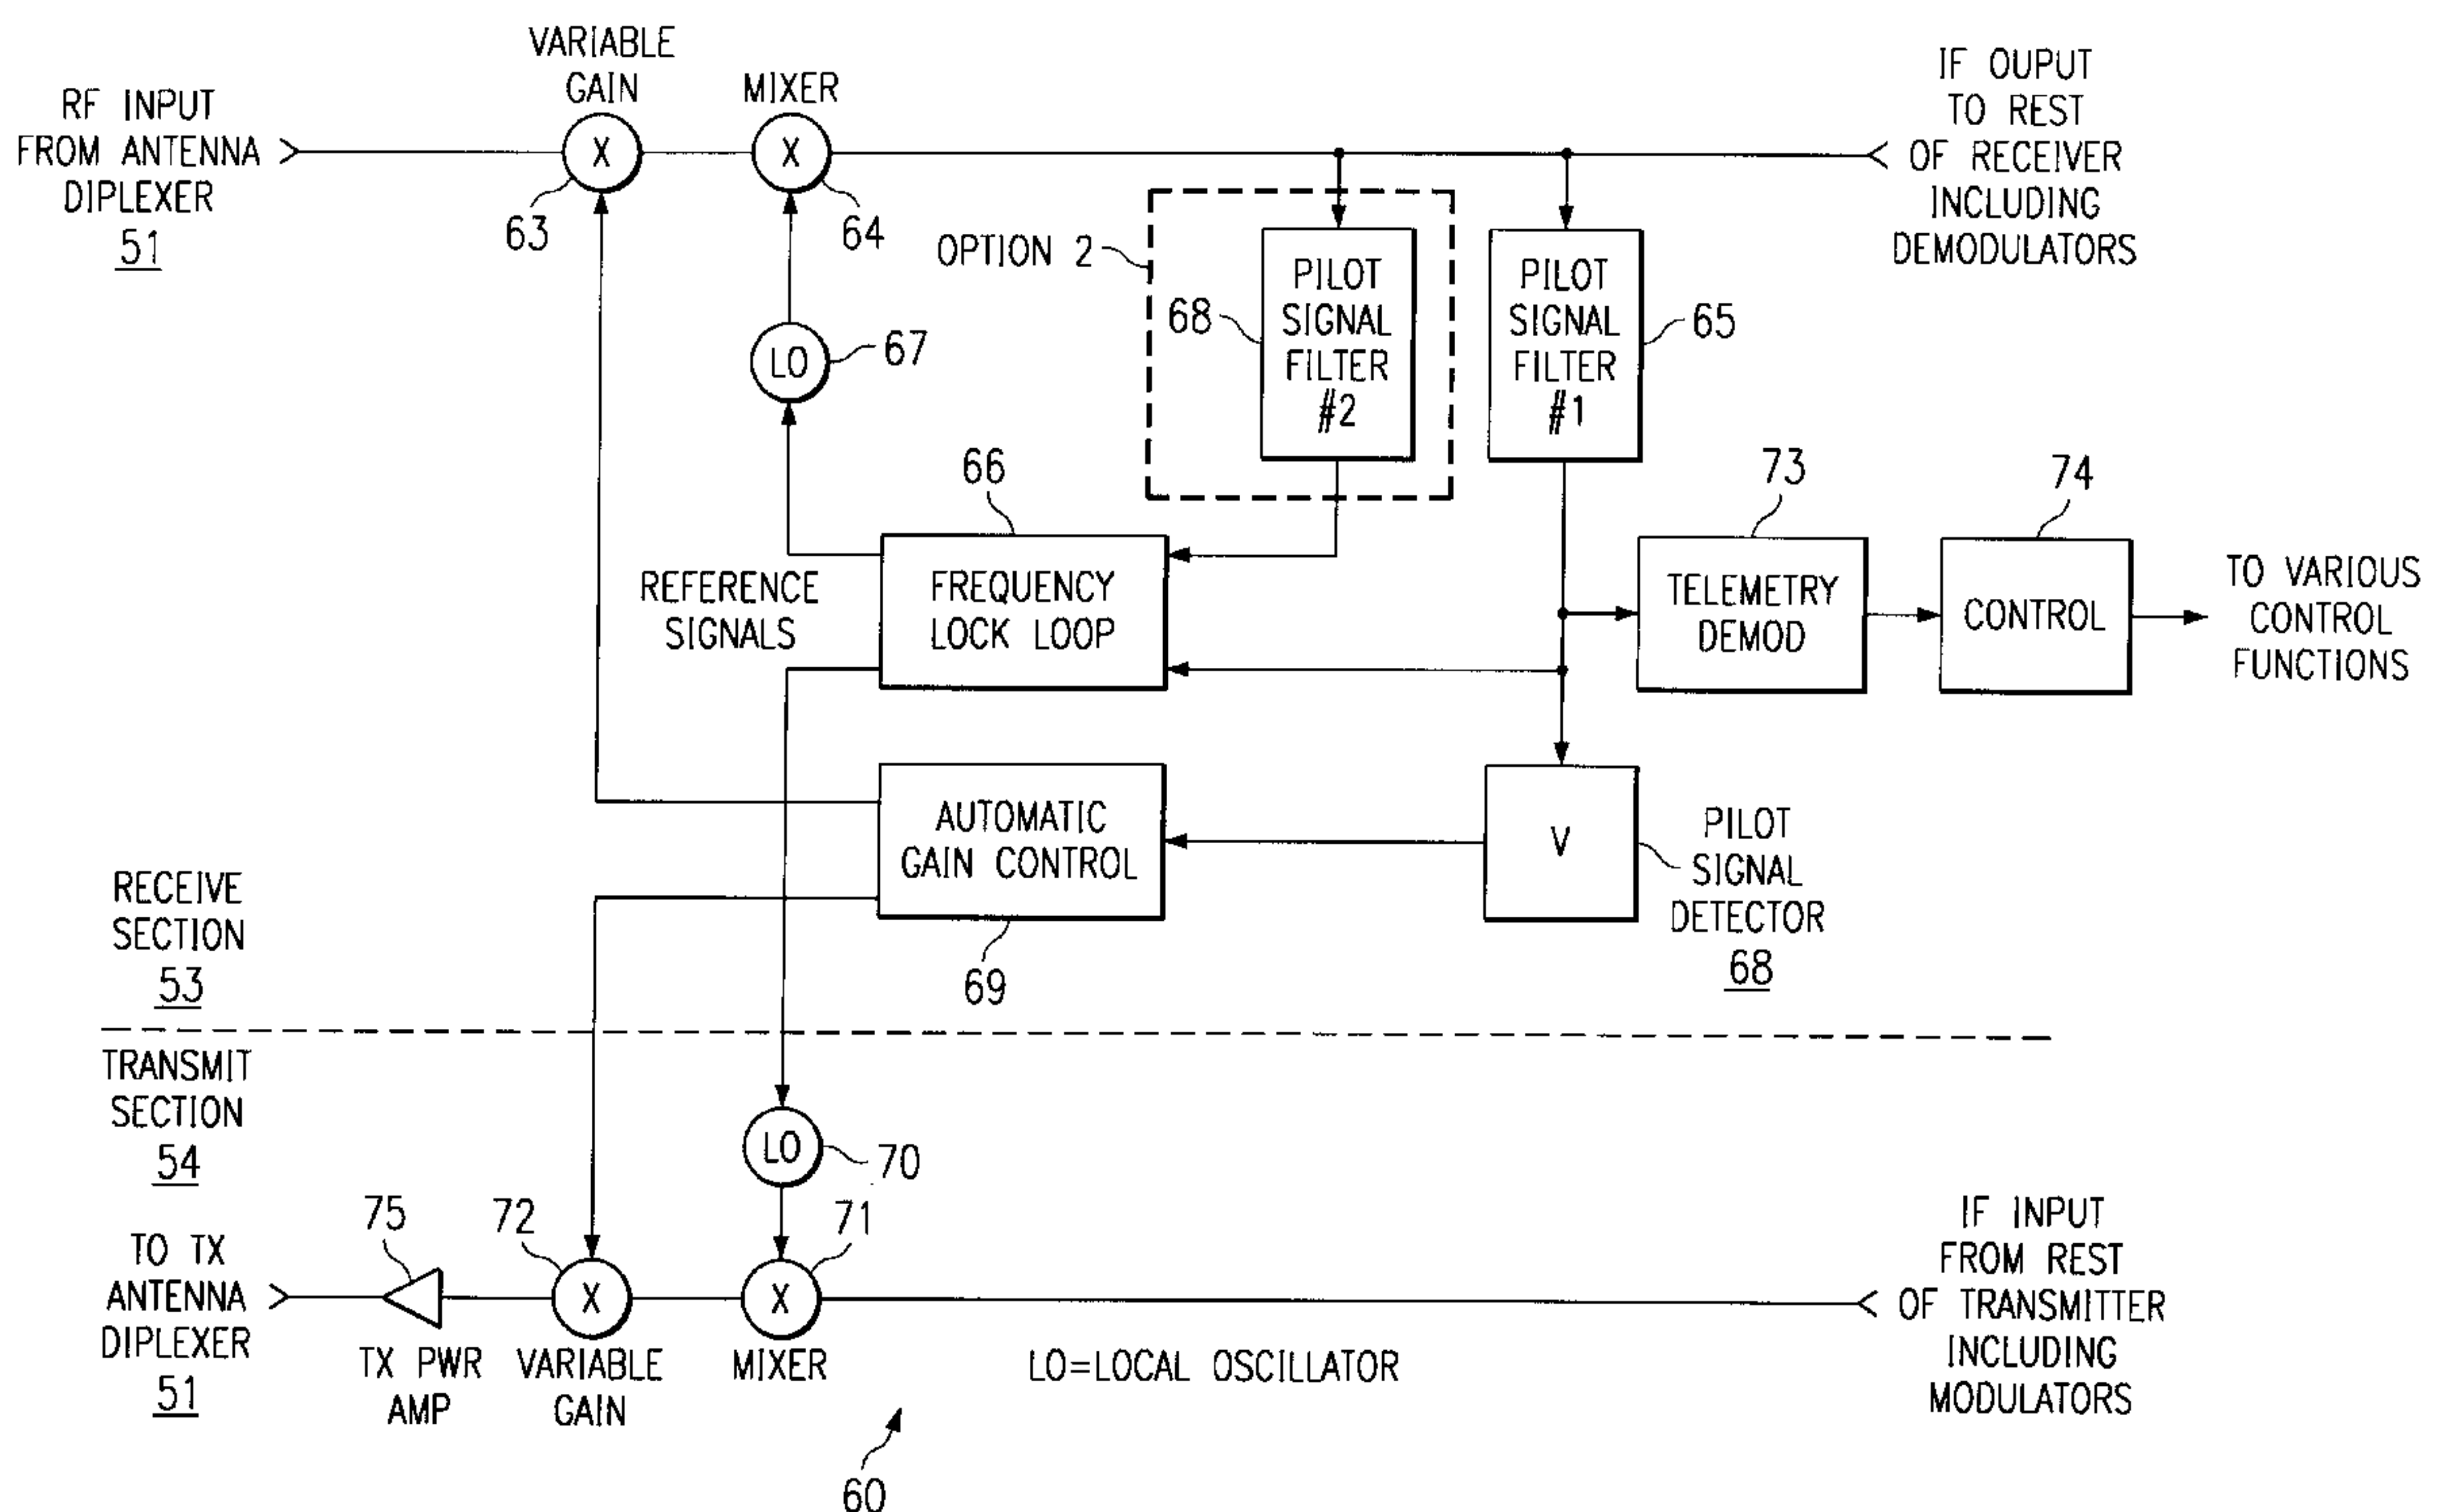 VARIABLE
GAIN
MIXER
RF INPUT
FROM ANTENNA
DIPLEXER
51
X
X
63
64
IF OUPUT
TO REST
OF RECEIVER
INCLUDING
DEMODULATORS
OPTION 2
68
PILOT
SIGNAL
FILTER
#2
PILOT
SIGNAL
FILTER
#1
65
LO
67
66
REFERENCE
SIGNALS
FREQUENCY
LOCK LOOP
73
TELEMETRY
DEMOD
74
CONTROL
TO VARIOUS
CONTROL
FUNCTIONS
AUTOMATIC
GAIN CONTROL
69
V
PILOT
SIGNAL
DETECTOR
68
RECEIVE
SECTION
53
TRANSMIT
SECTION
54
LO
70
75
72
71
TO TX
ANTENNA
DIPLEXER
51
TX PWR
AMP
X
VARIABLE
GAIN
X
MIXER
LO=LOCAL OSCILLATOR
IF INPUT
FROM REST
OF TRANSMITTER
INCLUDING
MODULATORS
60